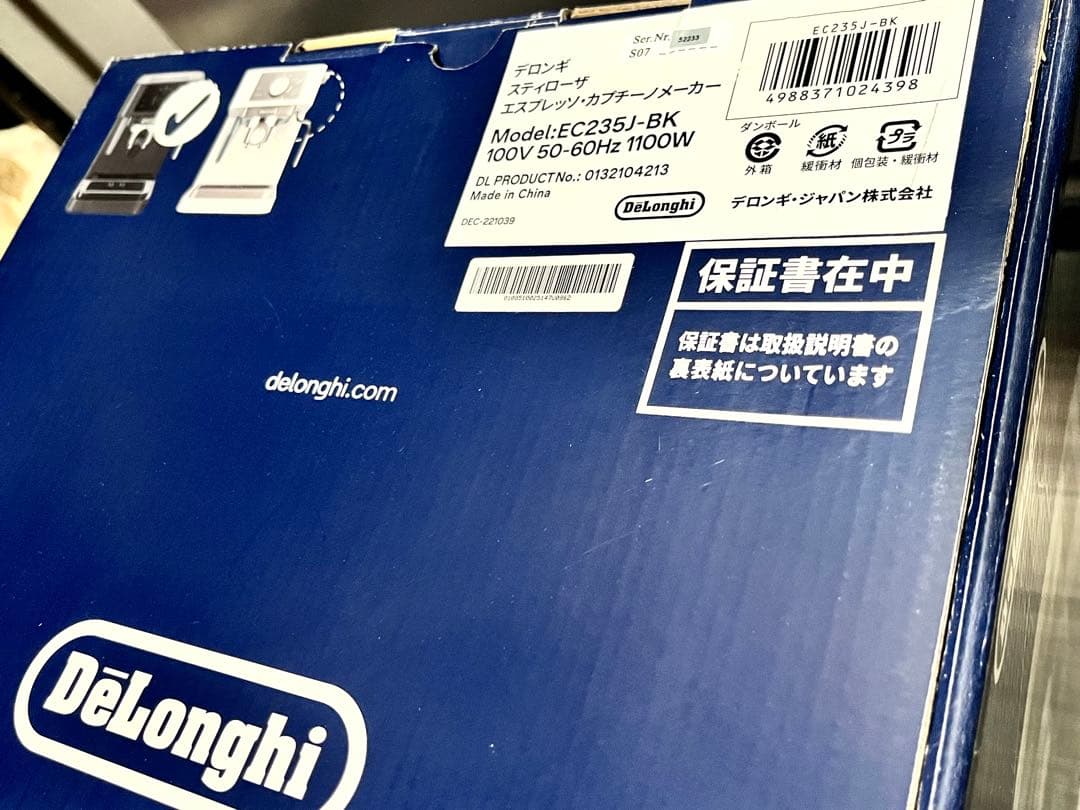 Ser.Nr. 52233
S07
デロンギ
スティローザ
エスプレッソ・カプチーノメーカー
Model:EC235J-BK
100V 50-60Hz 1100W
DL PRODUCTNo.: 0132104213
Made in China
DeLonghi
DEC-221039
EC235J-BK
4988371024398
ダンボール
外箱
紙
緩衝材
プラ
個包装・緩衝材
デロンギ・ジャパン株式会社
保証書在中
保証書は取扱説明書の
裏表紙についています
delonghi.com
DeLonghi